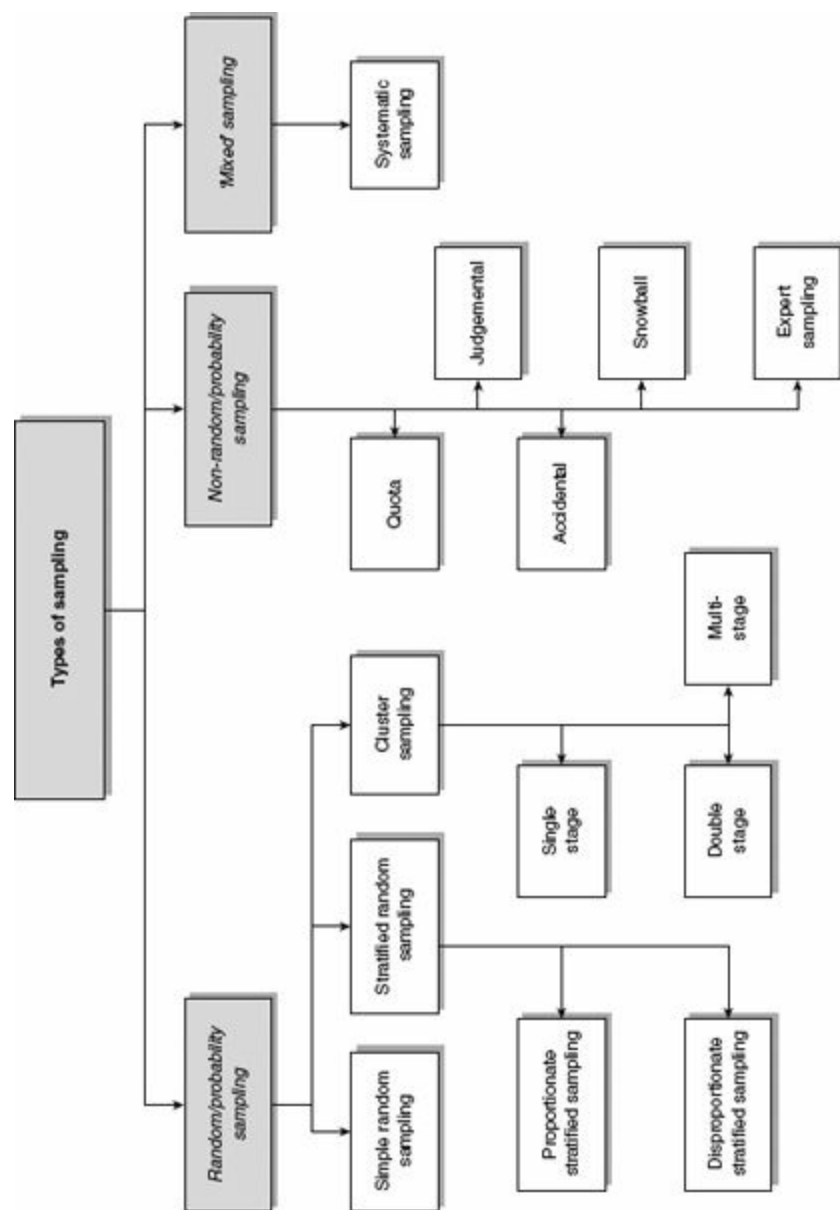 Types of sampling
Random/probability
sampling
Non-random/probability
sampling
'Mixed' sampling
Simple random
sampling
Stratified random
sampling
Cluster
sampling
Quota
Judgemental
Systematic
sampling
Proportionate
stratified sampling
Single
stage
Accidental
Snowball
Disproportionate
stratified sampling
Double
stage
Multi-
stage
Expert
sampling